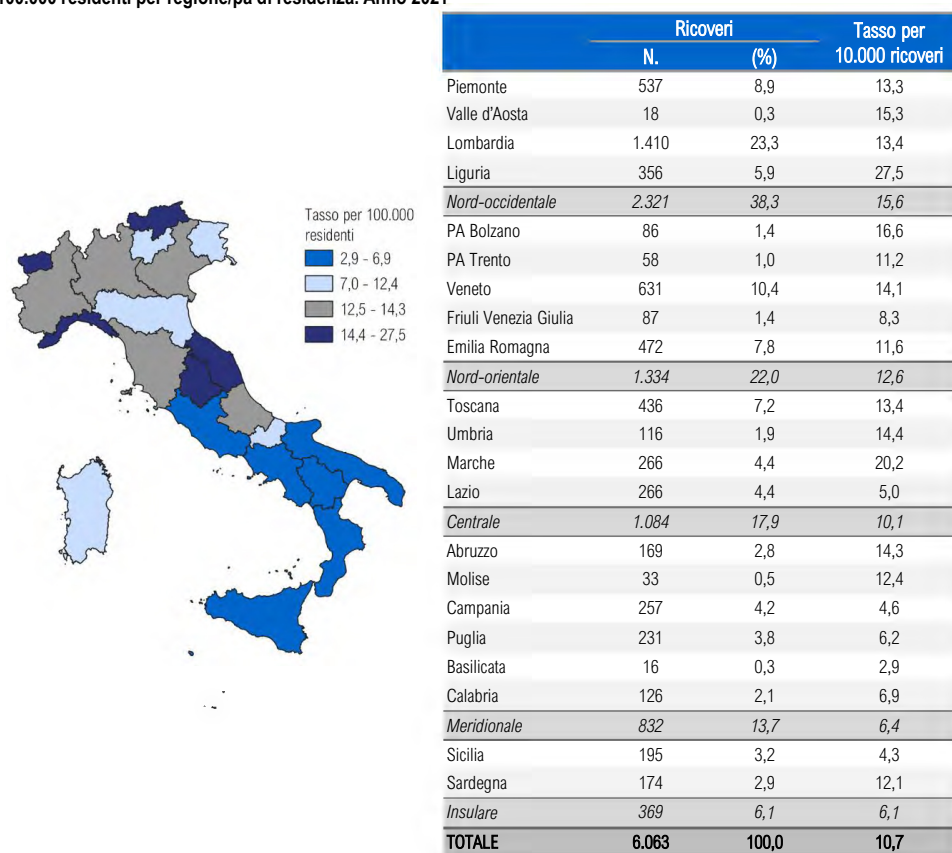 100.000 residenti per regione/pa di residenza. Anno 2021
Ricoveri Tasso per
N. (%) 10.000 ricoveri
Piemonte 537 8,9 13,3
Valle d'Aosta 18 0,3 15,3
Lombardia 1.410 23,3 13,4
Liguria 356 5,9 27,5
Nord-occidentale 2.321 38,3 15,6
PA Bolzano 86 1,4 16,6
PA Trento 58 1,0 11,2
Veneto 631 10,4 14,1
Friuli Venezia Giulia 87 1,4 8,3
Emilia Romagna 472 7,8 11,6
Nord-orientale 1.334 22,0 12,6
Toscana 436 7,2 13,4
Umbria 116 1,9 14,4
Marche 266 4,4 20,2
Lazio 266 4,4 5,0
Centrale 1.084 17,9 10,1
Abruzzo 169 2,8 14,3
Molise 33 0,5 12,4
Campania 257 4,2 4,6
Puglia 231 3,8 6,2
Basilicata 16 0,3 2,9
Calabria 126 2,1 6,9
Meridionale 832 13,7 6,4
Sicilia 195 3,2 4,3
Sardegna 174 2,9 12,1
Insulare 369 6,1 6,1
TOTALE 6.063 100,0 10,7
Tasso per 100.000
residenti
2,9 - 6,9
7,0 - 12,4
12,5 - 14,3
14,4 - 27,5